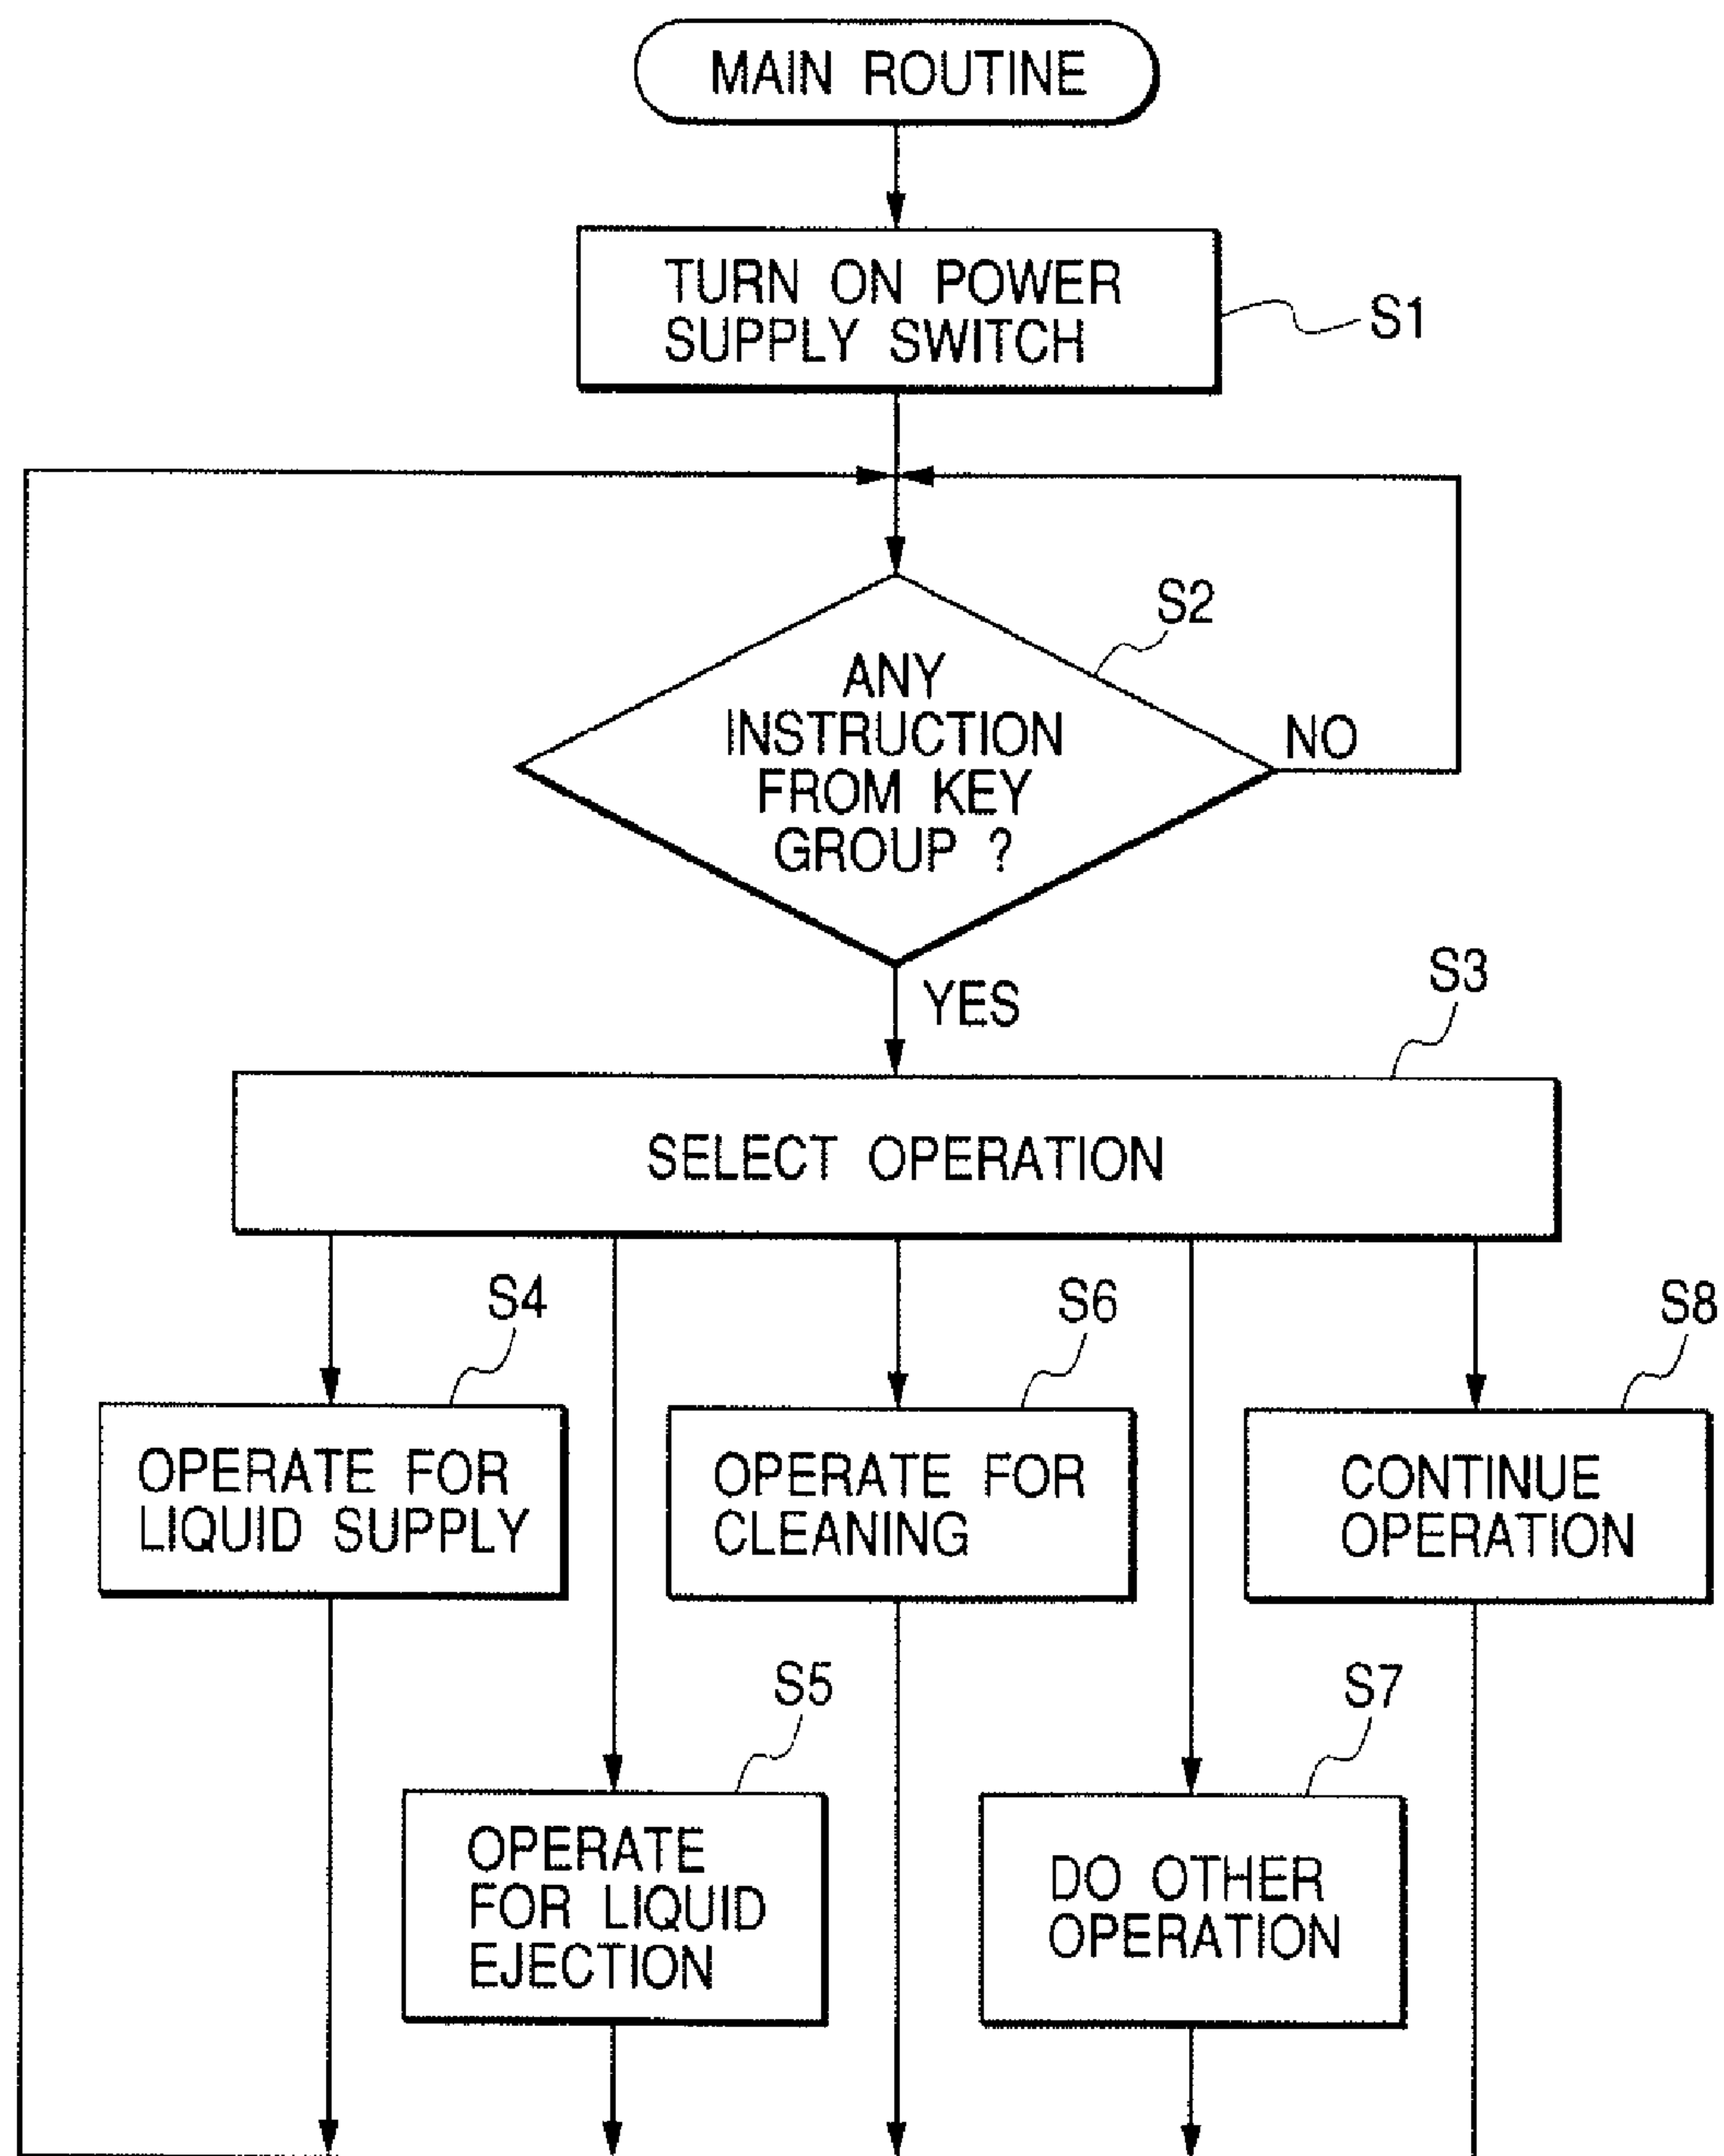 MAIN ROUTINE
TURN ON POWER
SUPPLY SWITCH
S1
S2
ANY
INSTRUCTION
FROM KEY
GROUP ?
NO
YES
S3
SELECT OPERATION
S4
S6
S8
OPERATE FOR
LIQUID SUPPLY
OPERATE FOR
CLEANING
CONTINUE
OPERATION
S5
S7
OPERATE
FOR LIQUID
EJECTION
DO OTHER
OPERATION